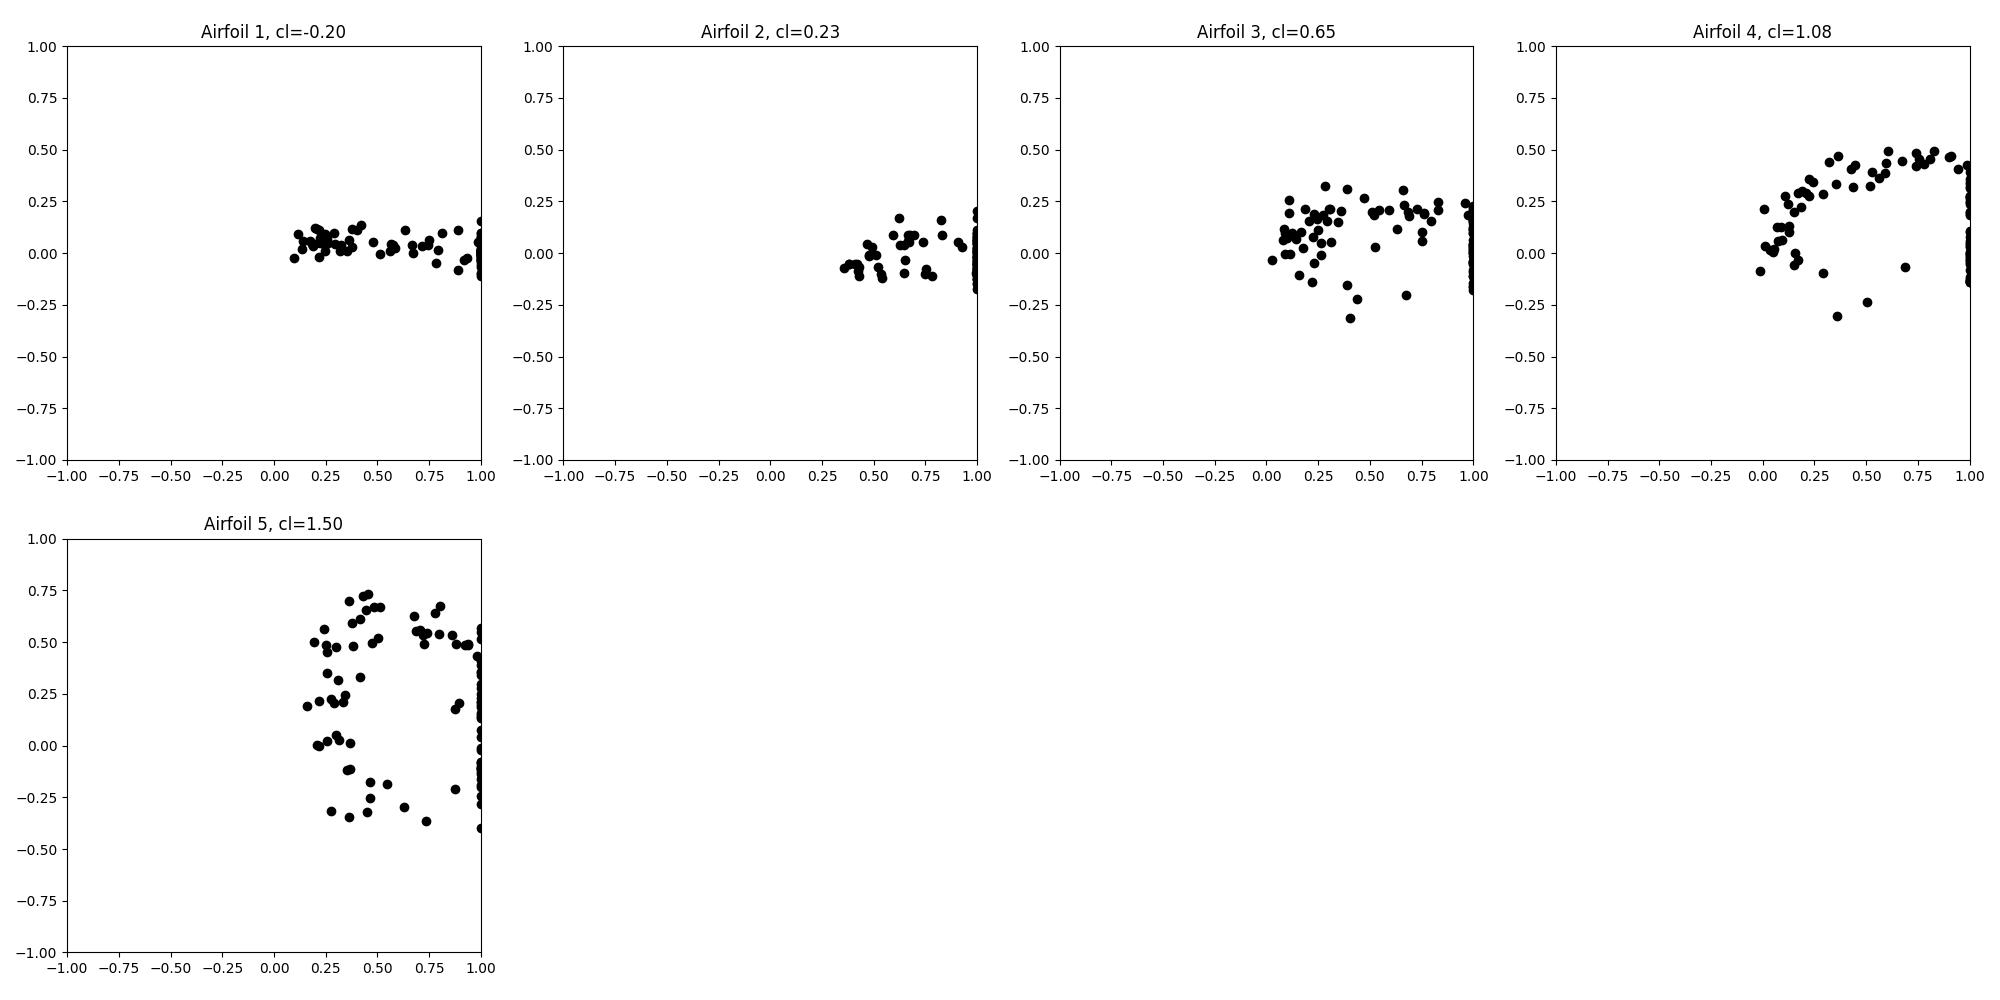 Airfoil 1, cl=-0.20
Airfoil 2, cl=0.23
Airfoil 3, cl=0.65
Airfoil 4, cl=1.08
1.00 1.00 1.00 1.00
0.75 0.75 0.75 0.75
0.50 0.50 0.50 0.50
0.25 0.25 0.25 0.25
0.00 0.00 0.00 0.00
−0.25 −0.25 −0.25 −0.25
−0.50 −0.50 −0.50 −0.50
−0.75 −0.75 −0.75 −0.75
−1.00 −1.00 −1.00 −1.00
−1.00 −0.75 −0.50 −0.25 0.00 0.25 0.50 0.75 1.00
−1.00 −0.75 −0.50 −0.25 0.00 0.25 0.50 0.75 1.00
−1.00 −0.75 −0.50 −0.25 0.00 0.25 0.50 0.75 1.00
−1.00 −0.75 −0.50 −0.25 0.00 0.25 0.50 0.75 1.00
Airfoil 5, cl=1.50
1.00
0.75
0.50
0.25
0.00
−0.25
−0.50
−0.75
−1.00
−1.00 −0.75 −0.50 −0.25 0.00 0.25 0.50 0.75 1.00